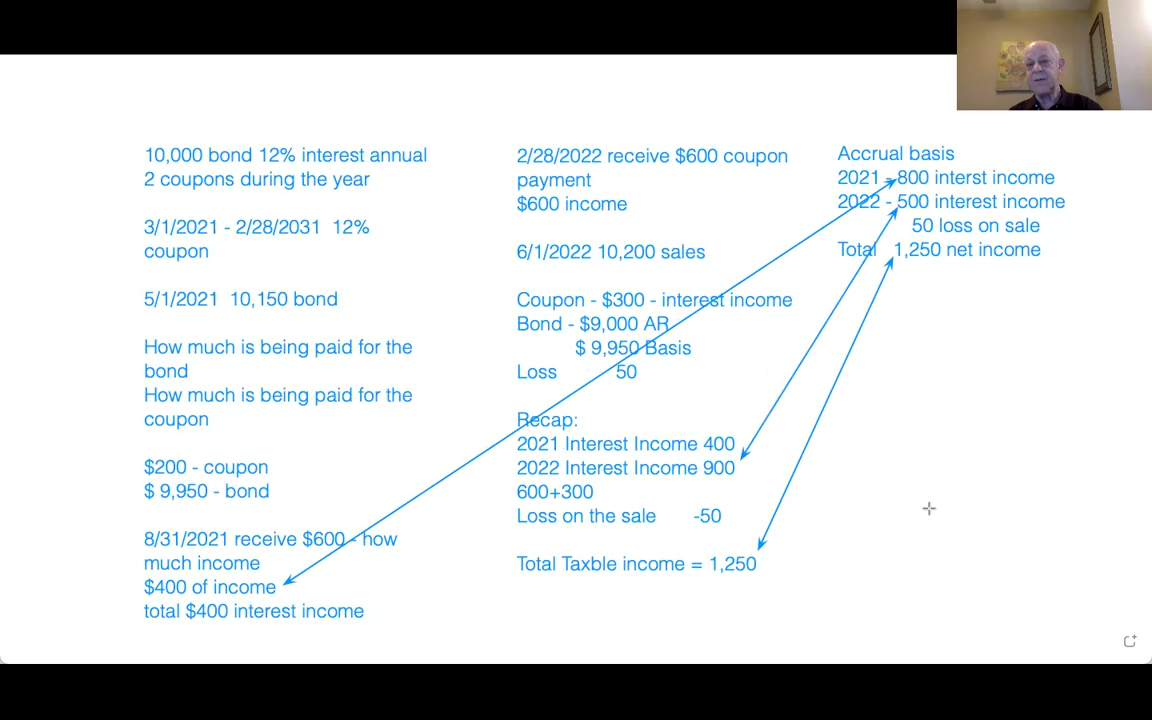 10,000 bond 12% interest annual
2 coupons during the year
3/1/2021 - 2/28/2031 12%
coupon
5/1/2021 10,150 bond
How much is being paid for the
bond
How much is being paid for the
coupon
$200 - coupon
$ 9,950 - bond
8/31/2021 receive $600 - how
much income
$400 of income
total $400 interest income
2/28/2022 receive $600 coupon
payment
$600 income
6/1/2022 10,200 sales
Coupon - $300 - interest income
Bond - $9,000 AR
$ 9,950 Basis
Loss 50
Recap:
2021 Interest Income 400
2022 Interest Income 900
600+300
Loss on the sale -50
Total Taxble income = 1,250
Accrual basis
2021 - 800 interst income
2022 - 500 interest income
50 loss on sale
Total 1,250 net income